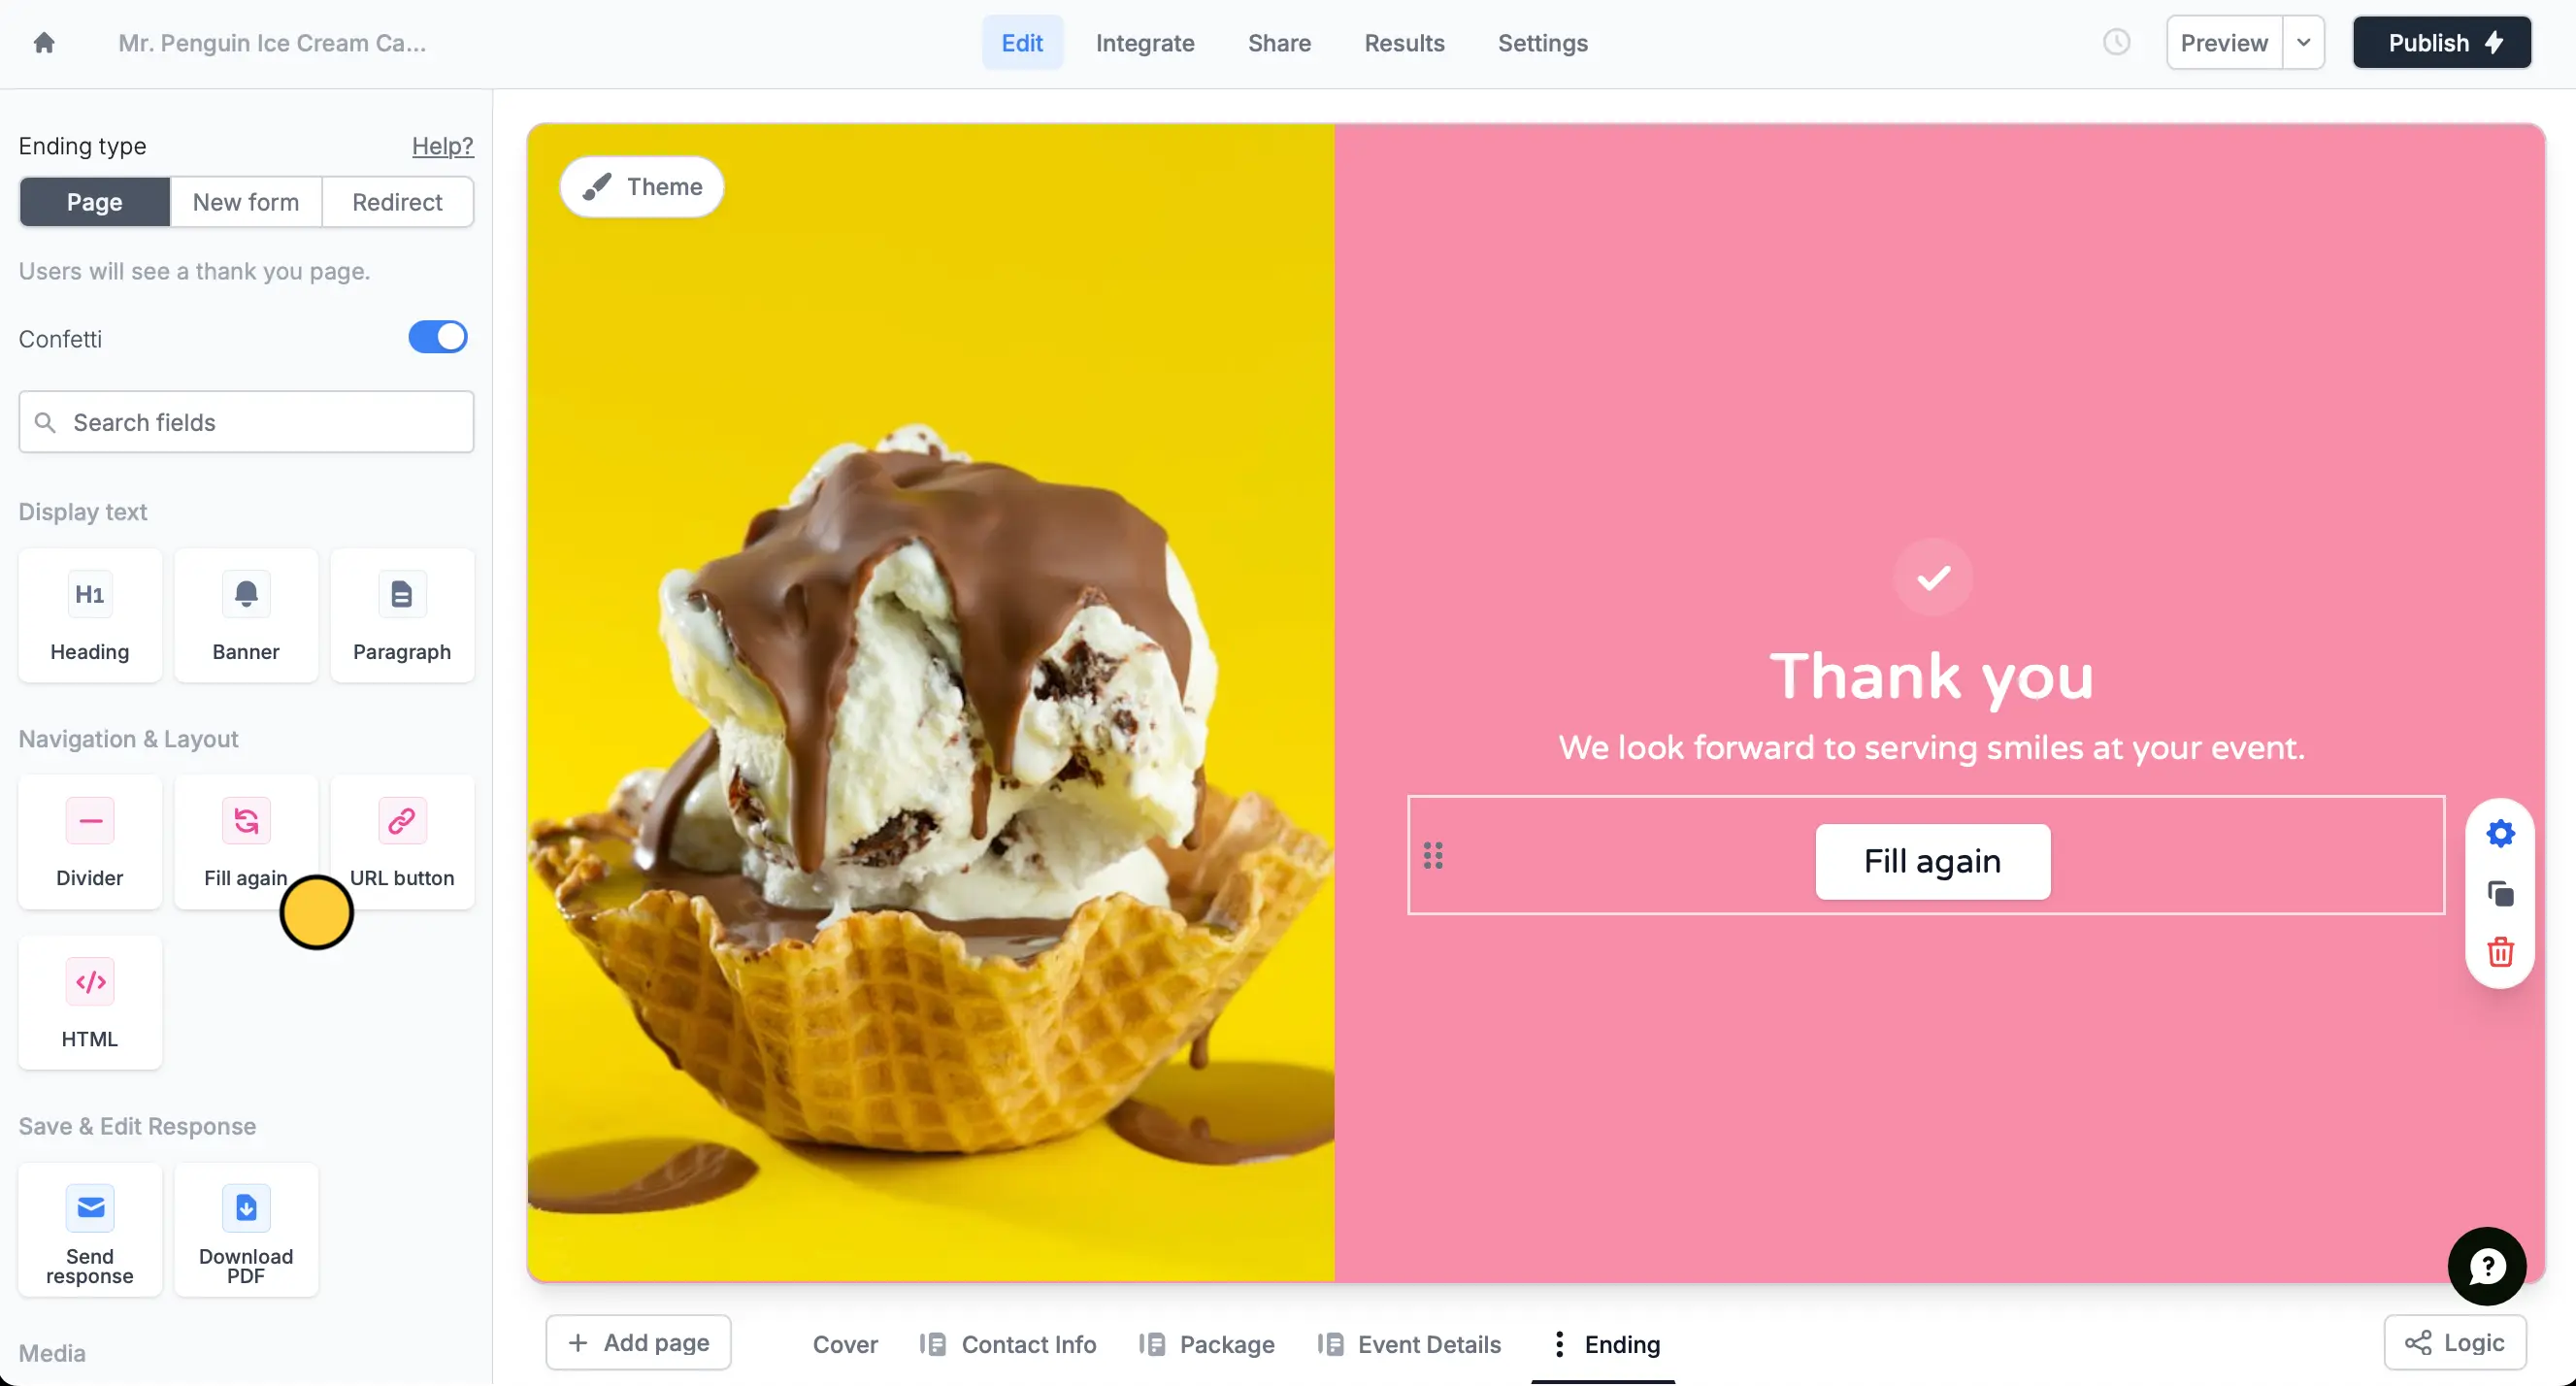 Mr. Penguin Ice Cream Ca...
Edit
Integrate
Share
Results
Settings
Preview
Publish
Ending type
Help?
Page
New form
Redirect
Users will see a thank you page.
Confetti
Search fields
Display text
H1
Heading
Banner
Paragraph
Navigation & Layout
Divider
Fill again
URL button
</>
HTML
Save & Edit Response
Send
response
Download
PDF
Media
Theme
Thank you
We look forward to serving smiles at your event.
Fill again
?
+ Add page
Cover
Contact Info
Package
Event Details
Ending
Logic